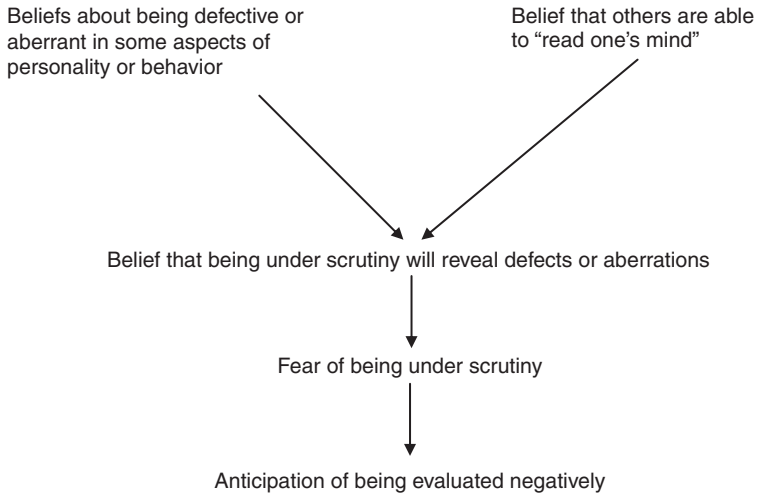 Beliefs about being defective or
aberrant in some aspects of
personality or behavior
Belief that others are able
to “read one’s mind”
Belief that being under scrutiny will reveal defects or aberrations
Fear of being under scrutiny
Anticipation of being evaluated negatively